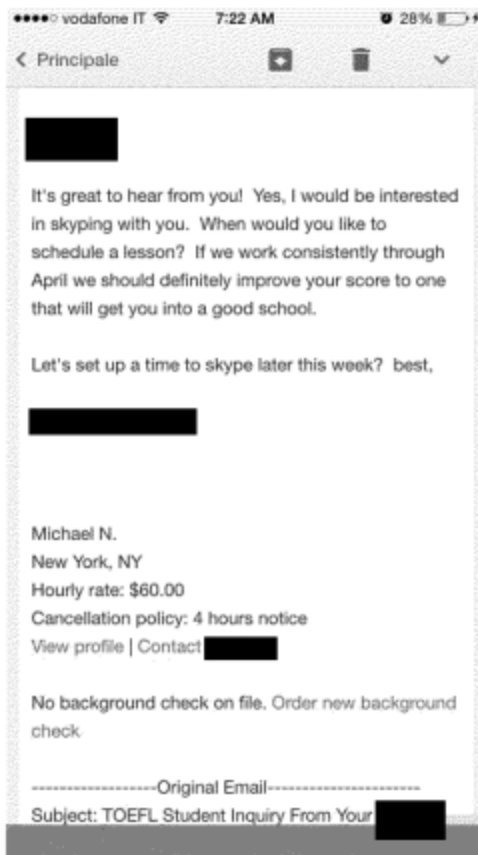 vodafone IT 7:22 AM 28%
Principale
It's great to hear from you! Yes, I would be interested
in skyping with you. When would you like to
schedule a lesson? If we work consistently through
April we should definitely improve your score to one
that will get you into a good school.
Let's set up a time to skype later this week? best,
Michael N.
New York, NY
Hourly rate: $60.00
Cancellation policy: 4 hours notice
View profile | Contact
No background check on file. Order new background
check
------------------Original Email----------------------
Subject: TOEFL Student Inquiry From Your